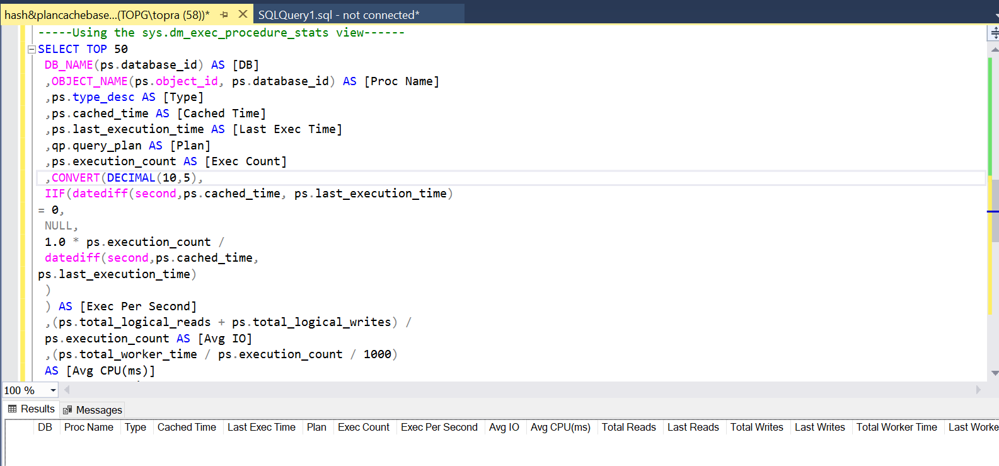 hash&plancachebase...(TOPG\topra (58))*
SQLQuery1.sql - not connected*
-----Using the sys.dm_exec_procedure_stats view------
SELECT TOP 50
DB_NAME(ps.database_id) AS [DB]
,OBJECT_NAME(ps.object_id, ps.database_id) AS [Proc Name]
,ps.type_desc AS [Type]
,ps.cached_time AS [Cached Time]
,ps.last_execution_time AS [Last Exec Time]
,qp.query_plan AS [Plan]
,ps.execution_count AS [Exec Count]
,CONVERT(DECIMAL(10,5),
IIF(datediff(second,ps.cached_time, ps.last_execution_time)
= 0,
NULL,
1.0 * ps.execution_count /
datediff(second,ps.cached_time,
ps.last_execution_time)
)
) AS [Exec Per Second]
,(ps.total_logical_reads + ps.total_logical_writes) /
ps.execution_count AS [Avg IO]
,(ps.total_worker_time / ps.execution_count / 1000)
AS [Avg CPU(ms)]
100 %
Results Messages
DB Proc Name Type Cached Time Last Exec Time Plan Exec Count Exec Per Second Avg IO Avg CPU(ms) Total Reads Last Reads Total Writes Last Writes Total Worker Time Last Worke